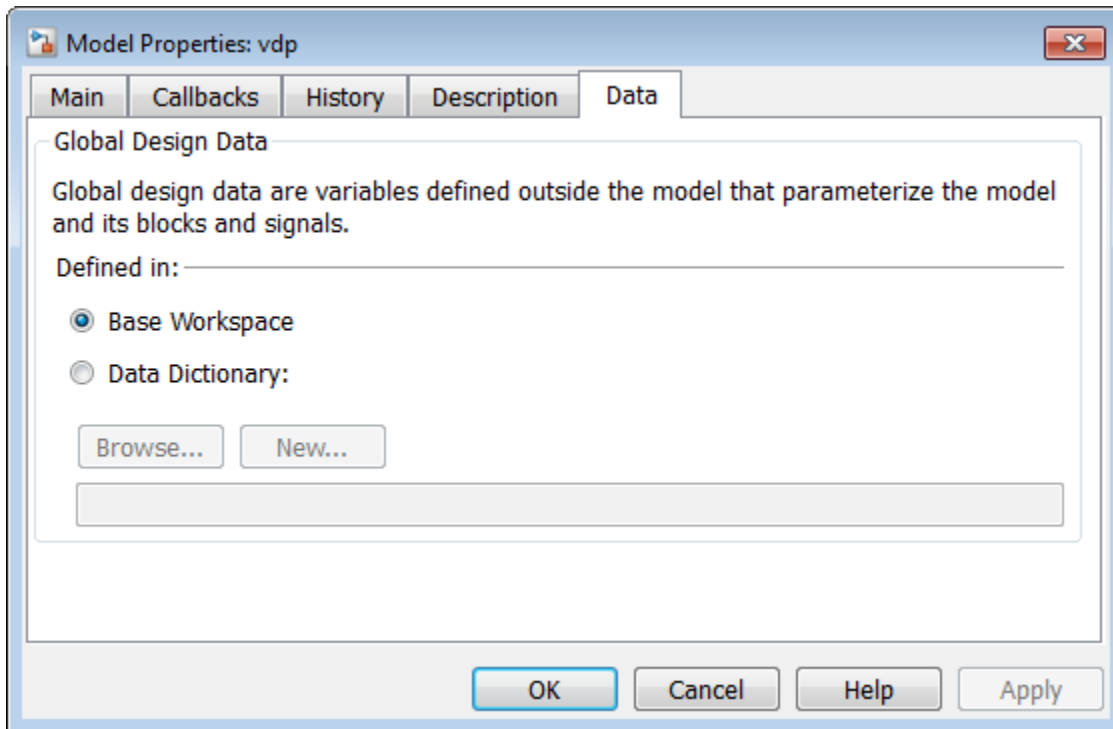 Model Properties: vdp
Main Callbacks History Description Data
Global Design Data
Global design data are variables defined outside the model that parameterize the model
and its blocks and signals.
Defined in:
Base Workspace
Data Dictionary:
Browse... New...
OK Cancel Help Apply